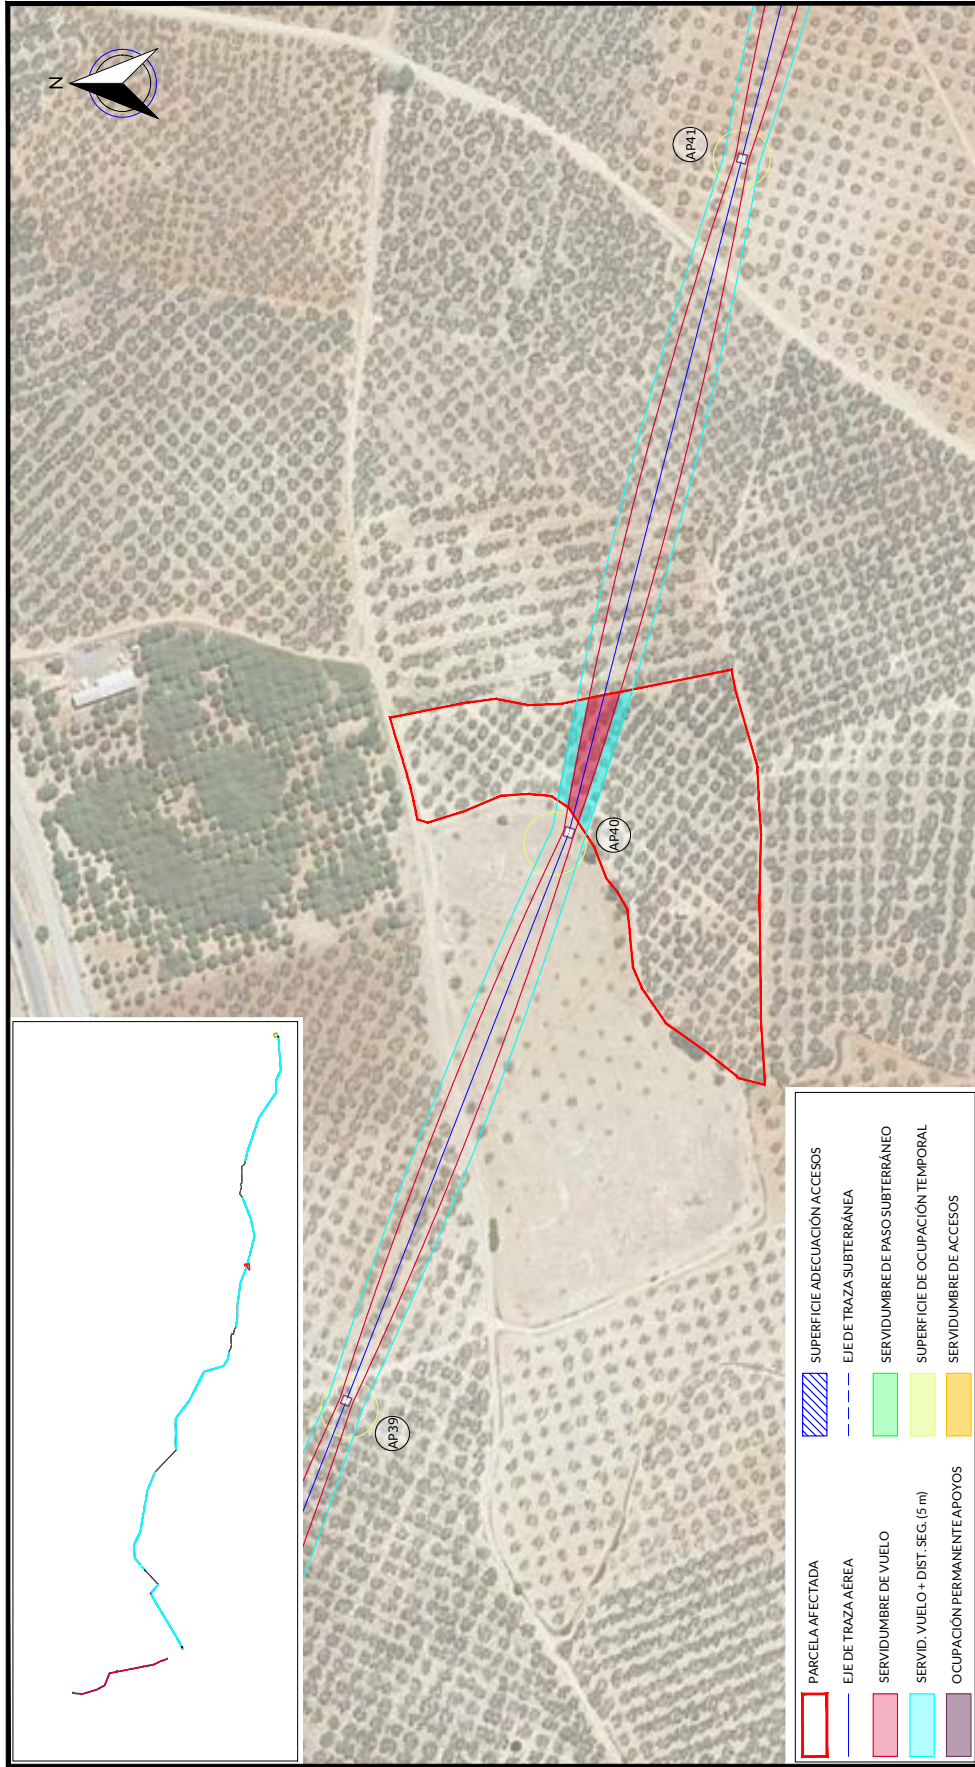 N
AP41
AP40
AP39
PARCELA AFECTADA
EJE DE TRAZA AÉREA
SERVIDUMBRE DE VUELO
SERVID. VUELO + DIST. SEG. (5 m)
OCUPACIÓN PERMANENTE APOYOS
SUPERFICIE ADECUACIÓN ACCESOS
EJE DE TRAZA SUBTERRÁNEA
SERVIDUMBRE DE PASO SUBTERRÁNEO
SUPERFICIE DE OCUPACIÓN TEMPORAL
SERVIDUMBRE DE ACCESOS